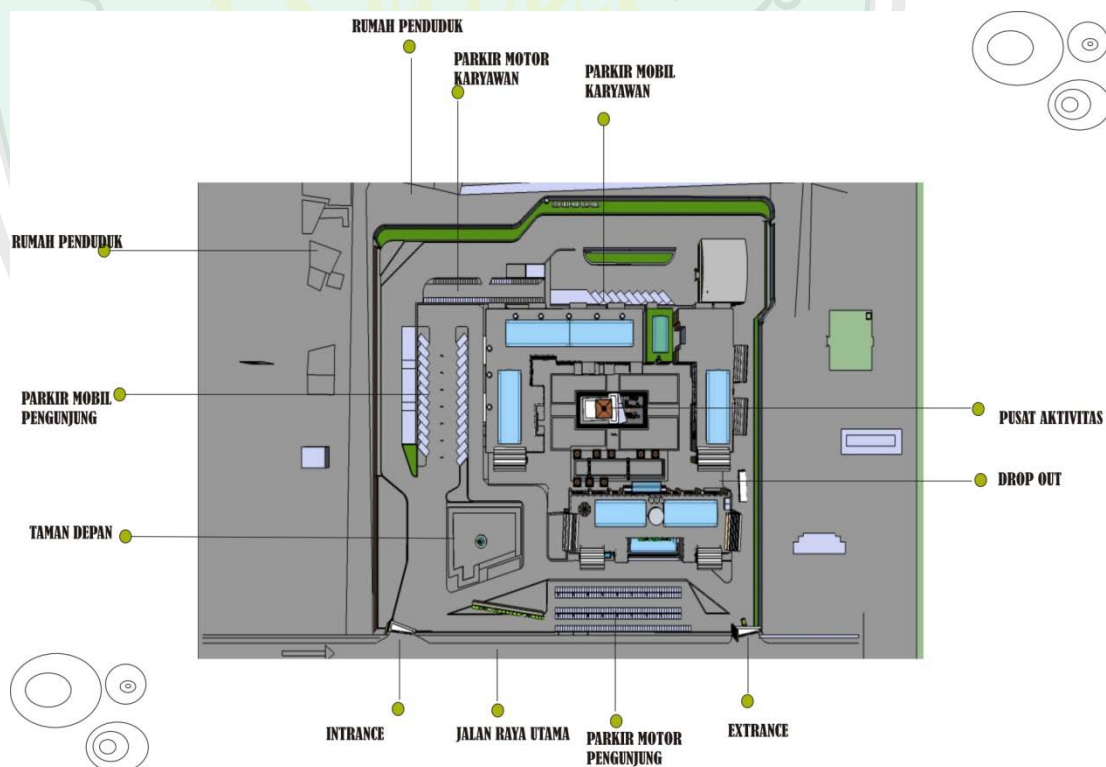 RUMAH PENDUDUK
PARKIR MOTOR
KARYAWAN
PARKIR MOBIL
KARYAWAN
RUMAH PENDUDUK
PARKIR MOBIL
PENGUNJUNG
PUSAT AKTIVITAS
DROP OUT
TAMAN DEPAN
INTRANCE
JALAN RAYA UTAMA
PARKIR MOTOR
PENGUNJUNG
EXTRANCE